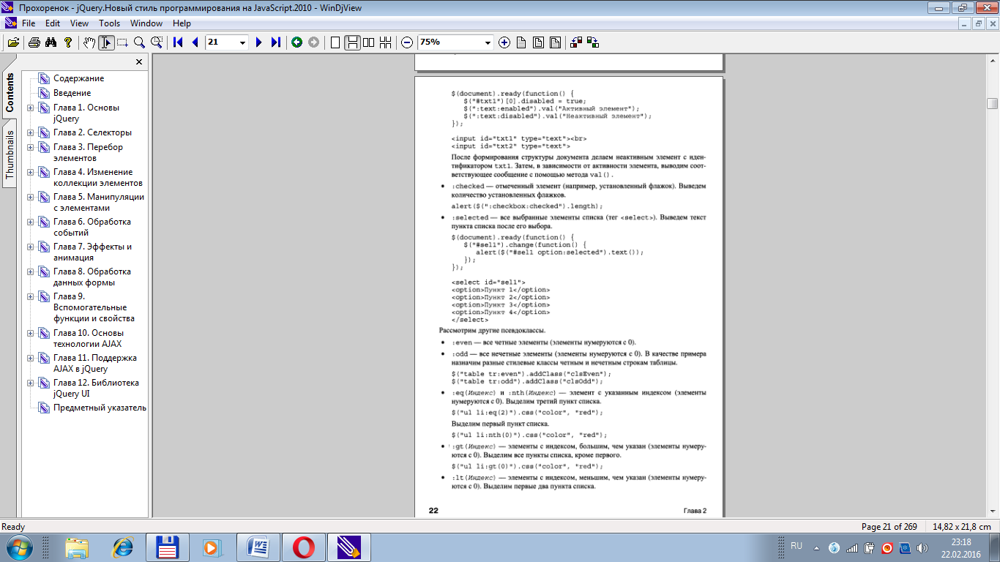 Прохоренок - jQuery.Новый стиль программирования на JavaScript.2010 - WinDjView
File Edit View Tools Window Help
21
75%
Contents
Thumbnails
Содержание
Введение
Глава 1. Основы
jQuery
Глава 2. Селекторы
Глава 3. Перебор
элементов
Глава 4. Изменение
коллекции элементов
Глава 5. Манипуляции
с элементами
Глава 6. Обработка
событий
Глава 7. Эффекты и
анимация
Глава 8. Обработка
данных формы
Глава 9.
Вспомогательные
функции и свойства
Глава 10. Основы
технологии AJAX
Глава 11. Поддержка
AJAX в jQuery
Глава 12. Библиотека
jQuery UI
Предметный указатель
$(document).ready(function() {
$("#txt1")[0].disabled = true;
$(":text:enabled").val("Активный элемент");
$(":text:disabled").val("Неактивный элемент");
});
<input id="txt1" type="text"><br>
<input id="txt2" type="text">
После формирования структуры документа делаем неактивным элемент с иден-
тификатором txt1. Затем, в зависимости от активности элемента, выводим соот-
ветствующее сообщение с помощью метода val().
• :checked — отмеченный элемент (например, установленный флажок). Выведем
количество установленных флажков.
alert($(":checkbox:checked").length);
• :selected — все выбранные элементы списка (тег <select>). Выведем текст
пункта списка после его выбора.
$(document).ready(function() {
$("#sel1").change(function() {
alert($("#sel1 option:selected").text());
});
});
<select id="sel1">
<option>Пункт 1</option>
<option>Пункт 2</option>
<option>Пункт 3</option>
<option>Пункт 4</option>
</select>
Рассмотрим другие псевдоклассы.
• :even — все четные элементы (элементы нумеруются с 0).
• :odd — все нечетные элементы (элементы нумеруются с 0). В качестве примера
назначим разные стилевые классы четным и нечетным строкам таблицы.
$("table tr:even").addClass("clsEven");
$("table tr:odd").addClass("clsOdd");
• :eq(Индекс) и :nth(Индекс) — элемент с указанным индексом (элементы
нумеруются с 0). Выделим третий пункт списка.
$("ul li:eq(2)").css("color", "red");
Выделим первый пункт списка.
$("ul li:nth(0)").css("color", "red");
• :gt(Индекс) — элементы с индексом, большим, чем указан (элементы нумеру-
ются с 0). Выделим все пункты списка, кроме первого.
$("ul li:gt(0)").css("color", "red");
• :lt(Индекс) — элементы с индексом, меньшим, чем указан (элементы нумеру-
ются с 0). Выделим первые два пункта списка.
22 Глава 2
Ready Page 21 of 269 14,82 x 21,8 cm
RU
23:18
22.02.2016